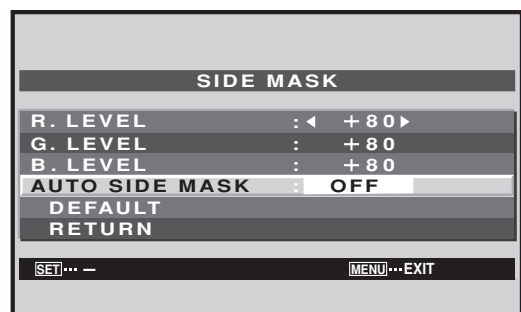 SIDE MASK
R. LEVEL : ◀ +80▶
G. LEVEL : +80
B. LEVEL : +80
AUTO SIDE MASK : OFF
DEFAULT
RETURN
SET··· — MENU···EXIT